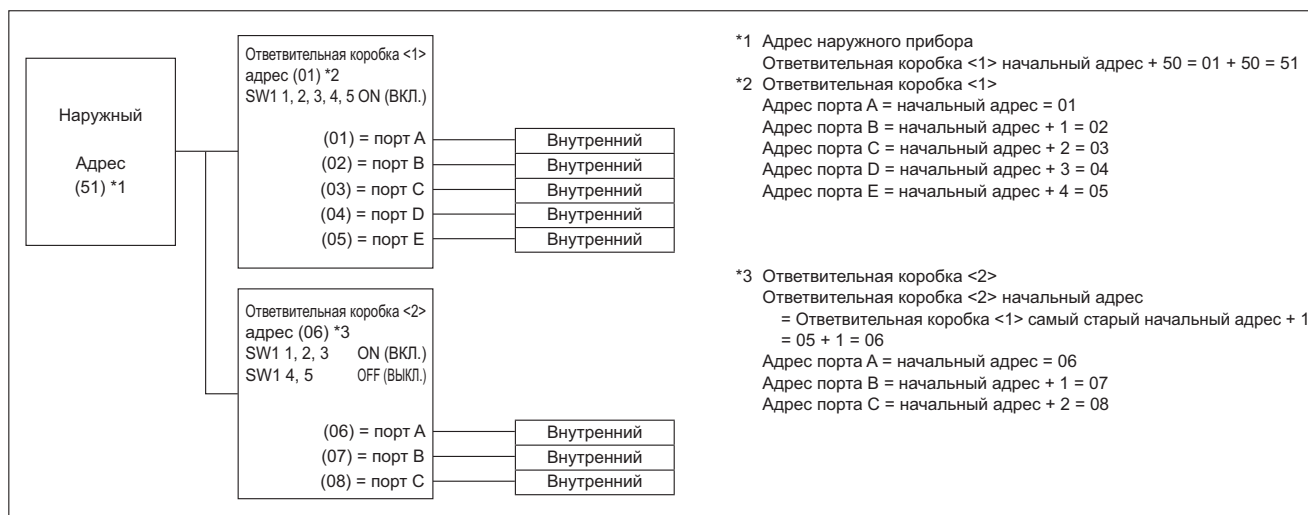 Наружный
Адрес
(51) *1
Ответвительная коробка <1>
адрес (01) *2
SW1 1, 2, 3, 4, 5 ON (ВКЛ.)
(01) = порт A
Внутренний
(02) = порт B
Внутренний
(03) = порт C
Внутренний
(04) = порт D
Внутренний
(05) = порт E
Внутренний
Ответвительная коробка <2>
адрес (06) *3
SW1 1, 2, 3 ON (ВКЛ.)
SW1 4, 5 OFF (ВЫКЛ.)
(06) = порт A
Внутренний
(07) = порт B
Внутренний
(08) = порт C
Внутренний
*1 Адрес наружного прибора
Ответвительная коробка <1> начальный адрес + 50 = 01 + 50 = 51
*2 Ответвительная коробка <1>
Адрес порта A = начальный адрес = 01
Адрес порта B = начальный адрес + 1 = 02
Адрес порта C = начальный адрес + 2 = 03
Адрес порта D = начальный адрес + 3 = 04
Адрес порта E = начальный адрес + 4 = 05
*3 Ответвительная коробка <2>
Ответвительная коробка <2> начальный адрес
= Ответвительная коробка <1> самый старый начальный адрес + 1
= 05 + 1 = 06
Адрес порта A = начальный адрес = 06
Адрес порта B = начальный адрес + 1 = 07
Адрес порта C = начальный адрес + 2 = 08